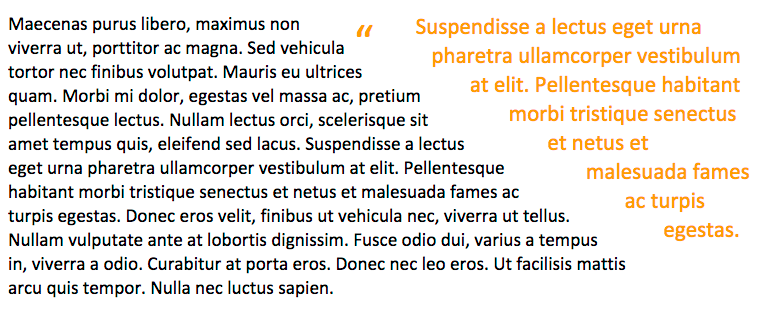 Maecenas purus libero, maximus non
viverra ut, porttitor ac magna. Sed vehicula
tortor nec finibus volutpat. Mauris eu ultrices
quam. Morbi mi dolor, egestas vel massa ac, pretium
pellentesque lectus. Nullam lectus orci, scelerisque sit
amet tempus quis, eleifend sed lacus. Suspendisse a lectus
eget urna pharetra ullamcorper vestibulum at elit. Pellentesque
habitant morbi tristique senectus et netus et malesuada fames ac
turpis egestas. Donec eros velit, finibus ut vehicula nec, viverra ut tellus.
Nullam vulputate ante at lobortis dignissim. Fusce odio dui, varius a tempus
in, viverra a odio. Curabitur at porta eros. Donec nec leo eros. Ut facilisis mattis
arcu quis tempor. Nulla nec luctus sapien.
“ Suspendisse a lectus eget urna
pharetra ullamcorper vestibulum
at elit. Pellentesque habitant
morbi tristique senectus
et netus et
malesuada fames
ac turpis
egestas.